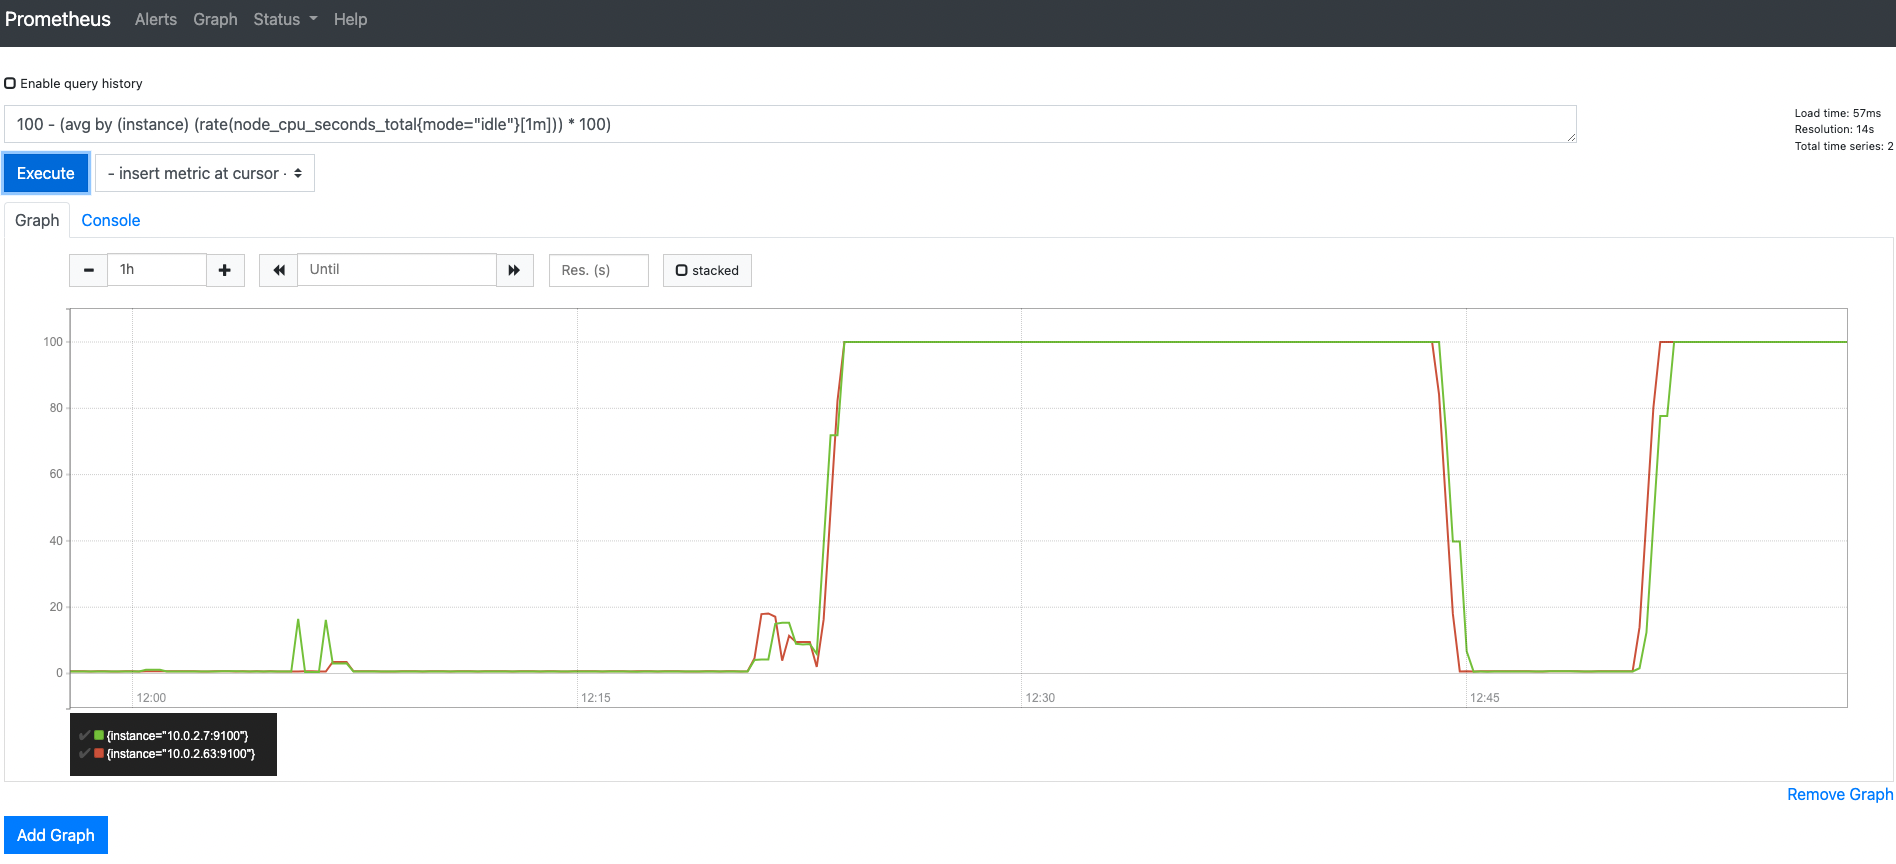 Prometheus Alerts Graph Status Help
Enable query history
100 - (avg by (instance) (rate(node_cpu_seconds_total{mode="idle"}[1m])) * 100)
Load time: 57ms
Resolution: 14s
Total time series: 2
Execute - insert metric at cursor -
Graph Console
1h Until Res. (s) stacked
100
80
60
40
20
0
12:00 12:15 12:30 12:45
{instance="10.0.2.7:9100"}
{instance="10.0.2.63:9100"}
Remove Graph
Add Graph